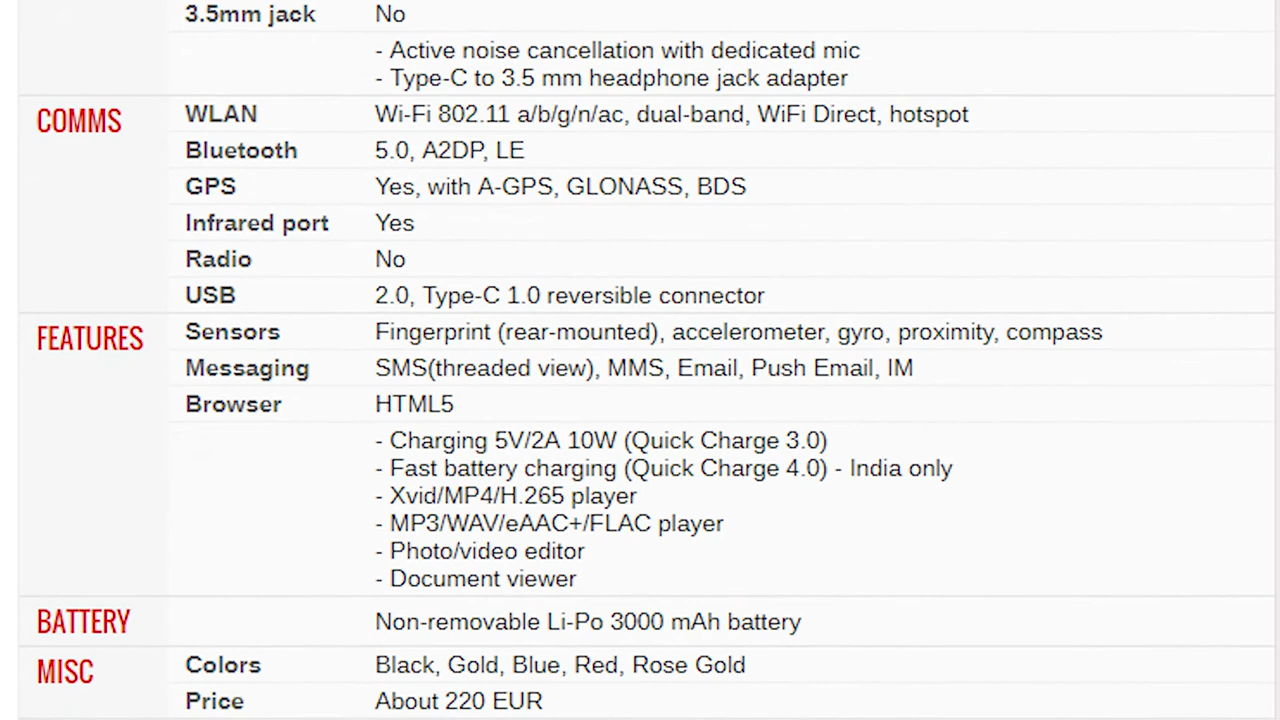 3.5mm jack No
- Active noise cancellation with dedicated mic
- Type-C to 3.5 mm headphone jack adapter
COMMS WLAN Wi-Fi 802.11 a/b/g/n/ac, dual-band, WiFi Direct, hotspot
Bluetooth 5.0, A2DP, LE
GPS Yes, with A-GPS, GLONASS, BDS
Infrared port Yes
Radio No
USB 2.0, Type-C 1.0 reversible connector
FEATURES Sensors Fingerprint (rear-mounted), accelerometer, gyro, proximity, compass
Messaging SMS(threaded view), MMS, Email, Push Email, IM
Browser HTML5
- Charging 5V/2A 10W (Quick Charge 3.0)
- Fast battery charging (Quick Charge 4.0) - India only
- Xvid/MP4/H.265 player
- MP3/WAV/eAAC+/FLAC player
- Photo/video editor
- Document viewer
BATTERY Non-removable Li-Po 3000 mAh battery
MISC Colors Black, Gold, Blue, Red, Rose Gold
Price About 220 EUR